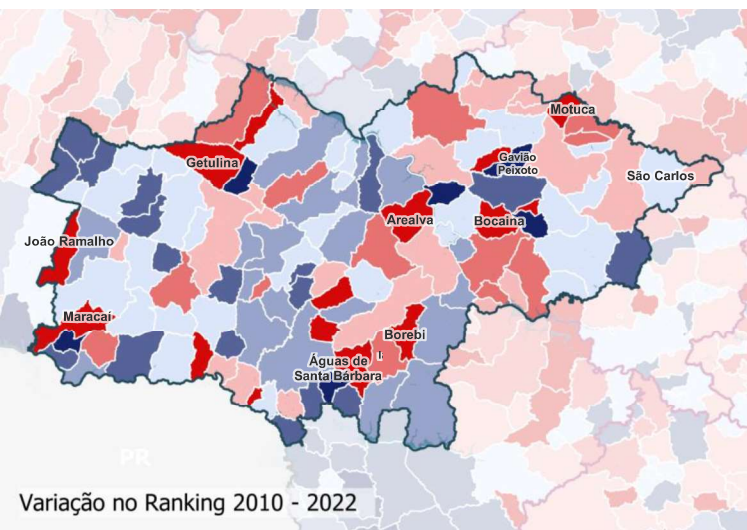 Motuca
Getulina
Gavião
Peixoto
São Carlos
Arealva
Bocaina
João Ramalho
Maracaí
Borebi
Águas de
Santa Bárbara
PR
Variação no Ranking 2010 - 2022